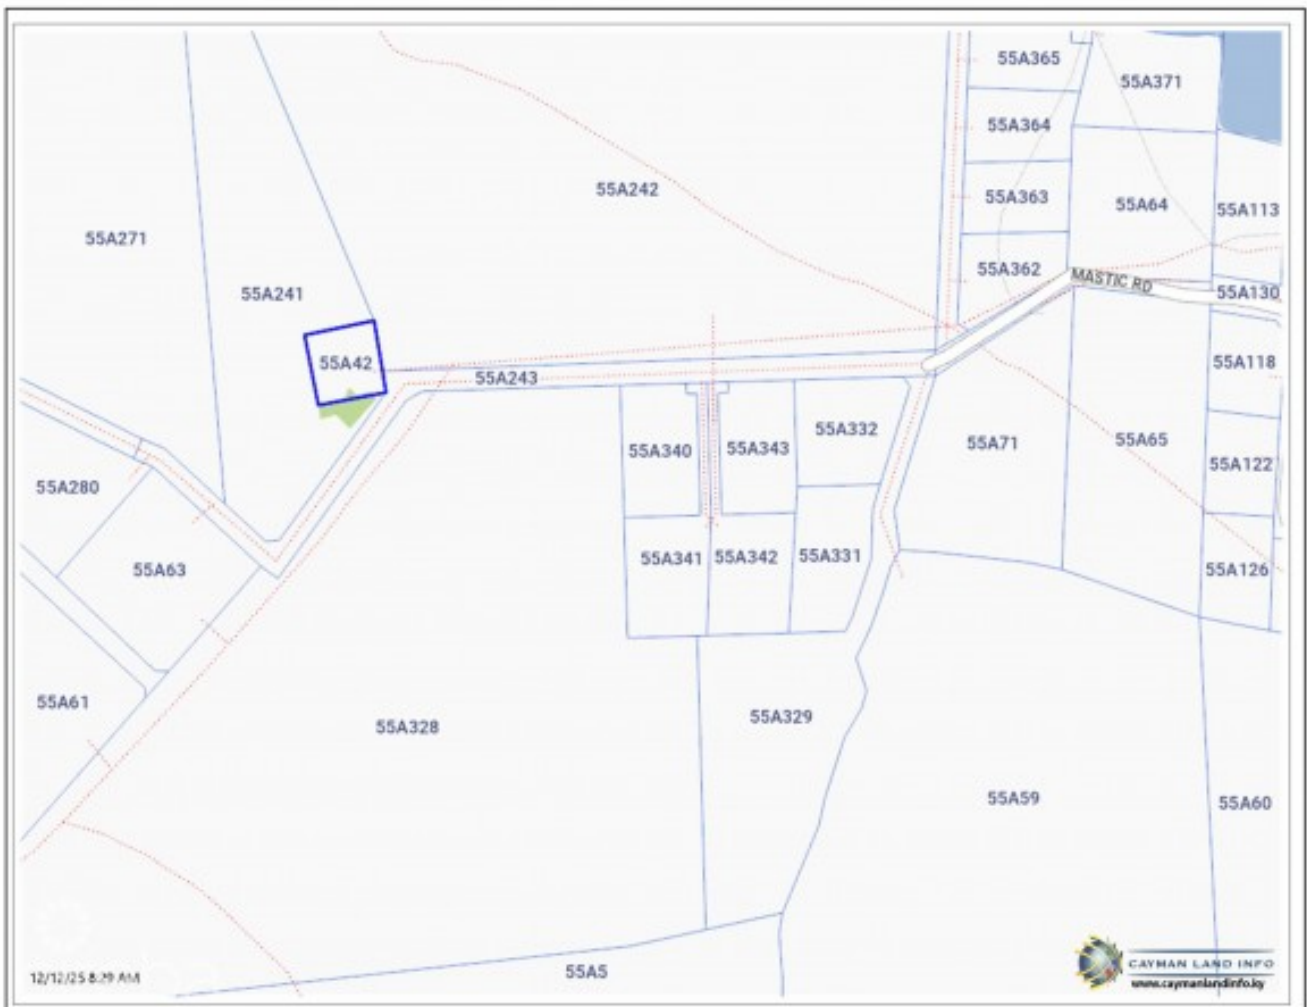 55A365
55A371
55A364
55A242
55A363
55A64
55A113
55A271
55A362
MASTIC RD
55A241
55A130
55A42
55A243
55A118
55A332
55A340
55A343
55A71
55A65
55A122
55A280
55A341
55A342
55A331
55A63
55A126
55A61
55A328
55A329
55A59
55A60
55A5
12/12/25 8:29 AM
CAYMAN LAND INFO
www.caymanlandinfo.ky